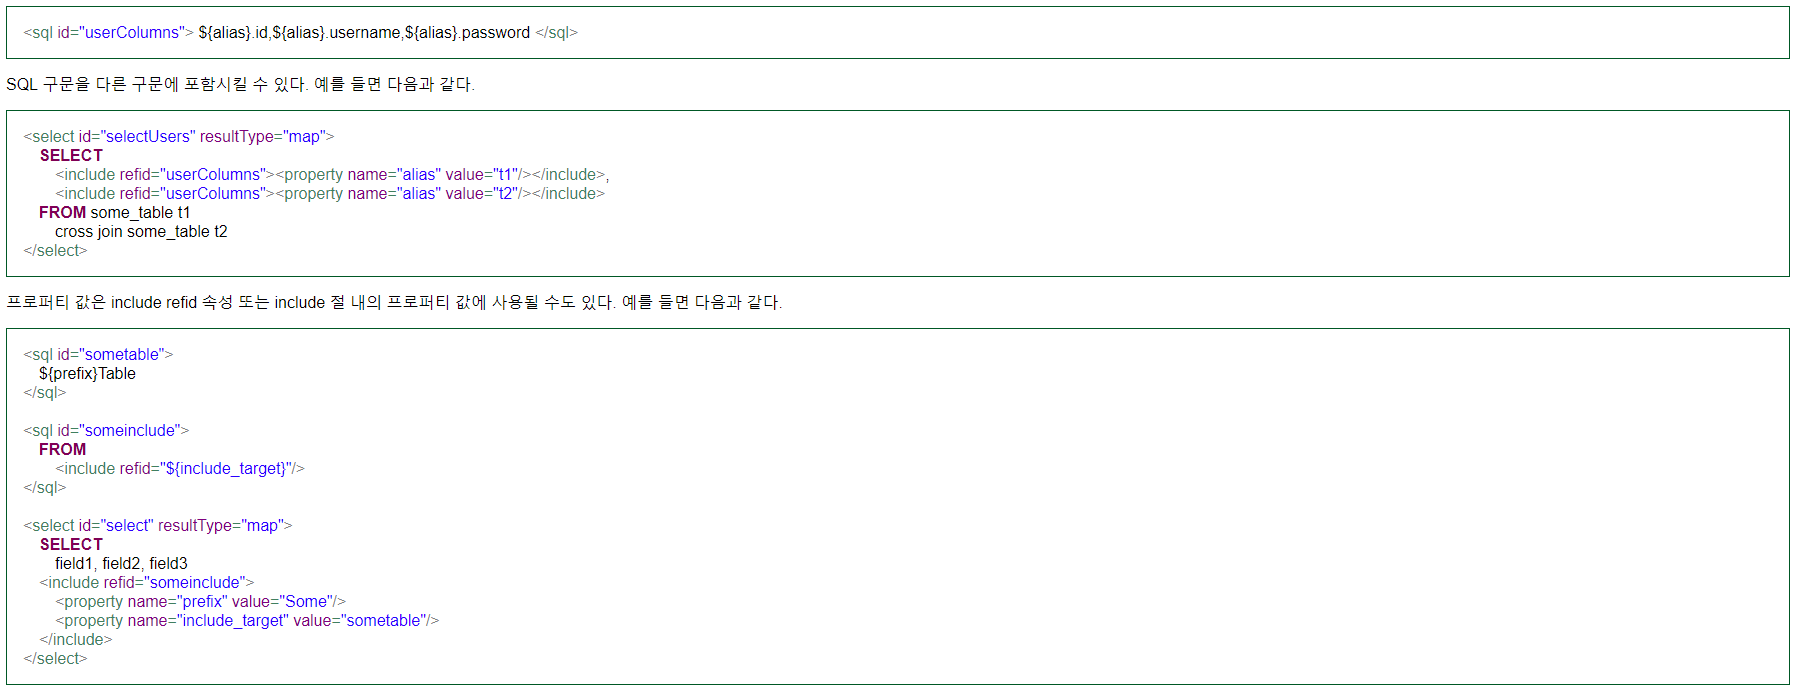 <sql id="userColumns"> ${alias}.id,${alias}.username,${alias}.password </sql>
SQL 구문을 다른 구문에 포함시킬 수 있다. 예를 들면 다음과 같다.
<select id="selectUsers" resultType="map">
SELECT
<include refid="userColumns"><property name="alias" value="t1"/></include>,
<include refid="userColumns"><property name="alias" value="t2"/></include>
FROM some_table t1
cross join some_table t2
</select>
프로퍼티 값은 include refid 속성 또는 include 절 내의 프로퍼티 값에 사용될 수도 있다. 예를 들면 다음과 같다.
<sql id="sometable">
${prefix}Table
</sql>
<sql id="someinclude">
FROM
<include refid="${include_target}"/>
</sql>
<select id="select" resultType="map">
SELECT
field1, field2, field3
<include refid="someinclude">
<property name="prefix" value="Some"/>
<property name="include_target" value="sometable"/>
</include>
</select>